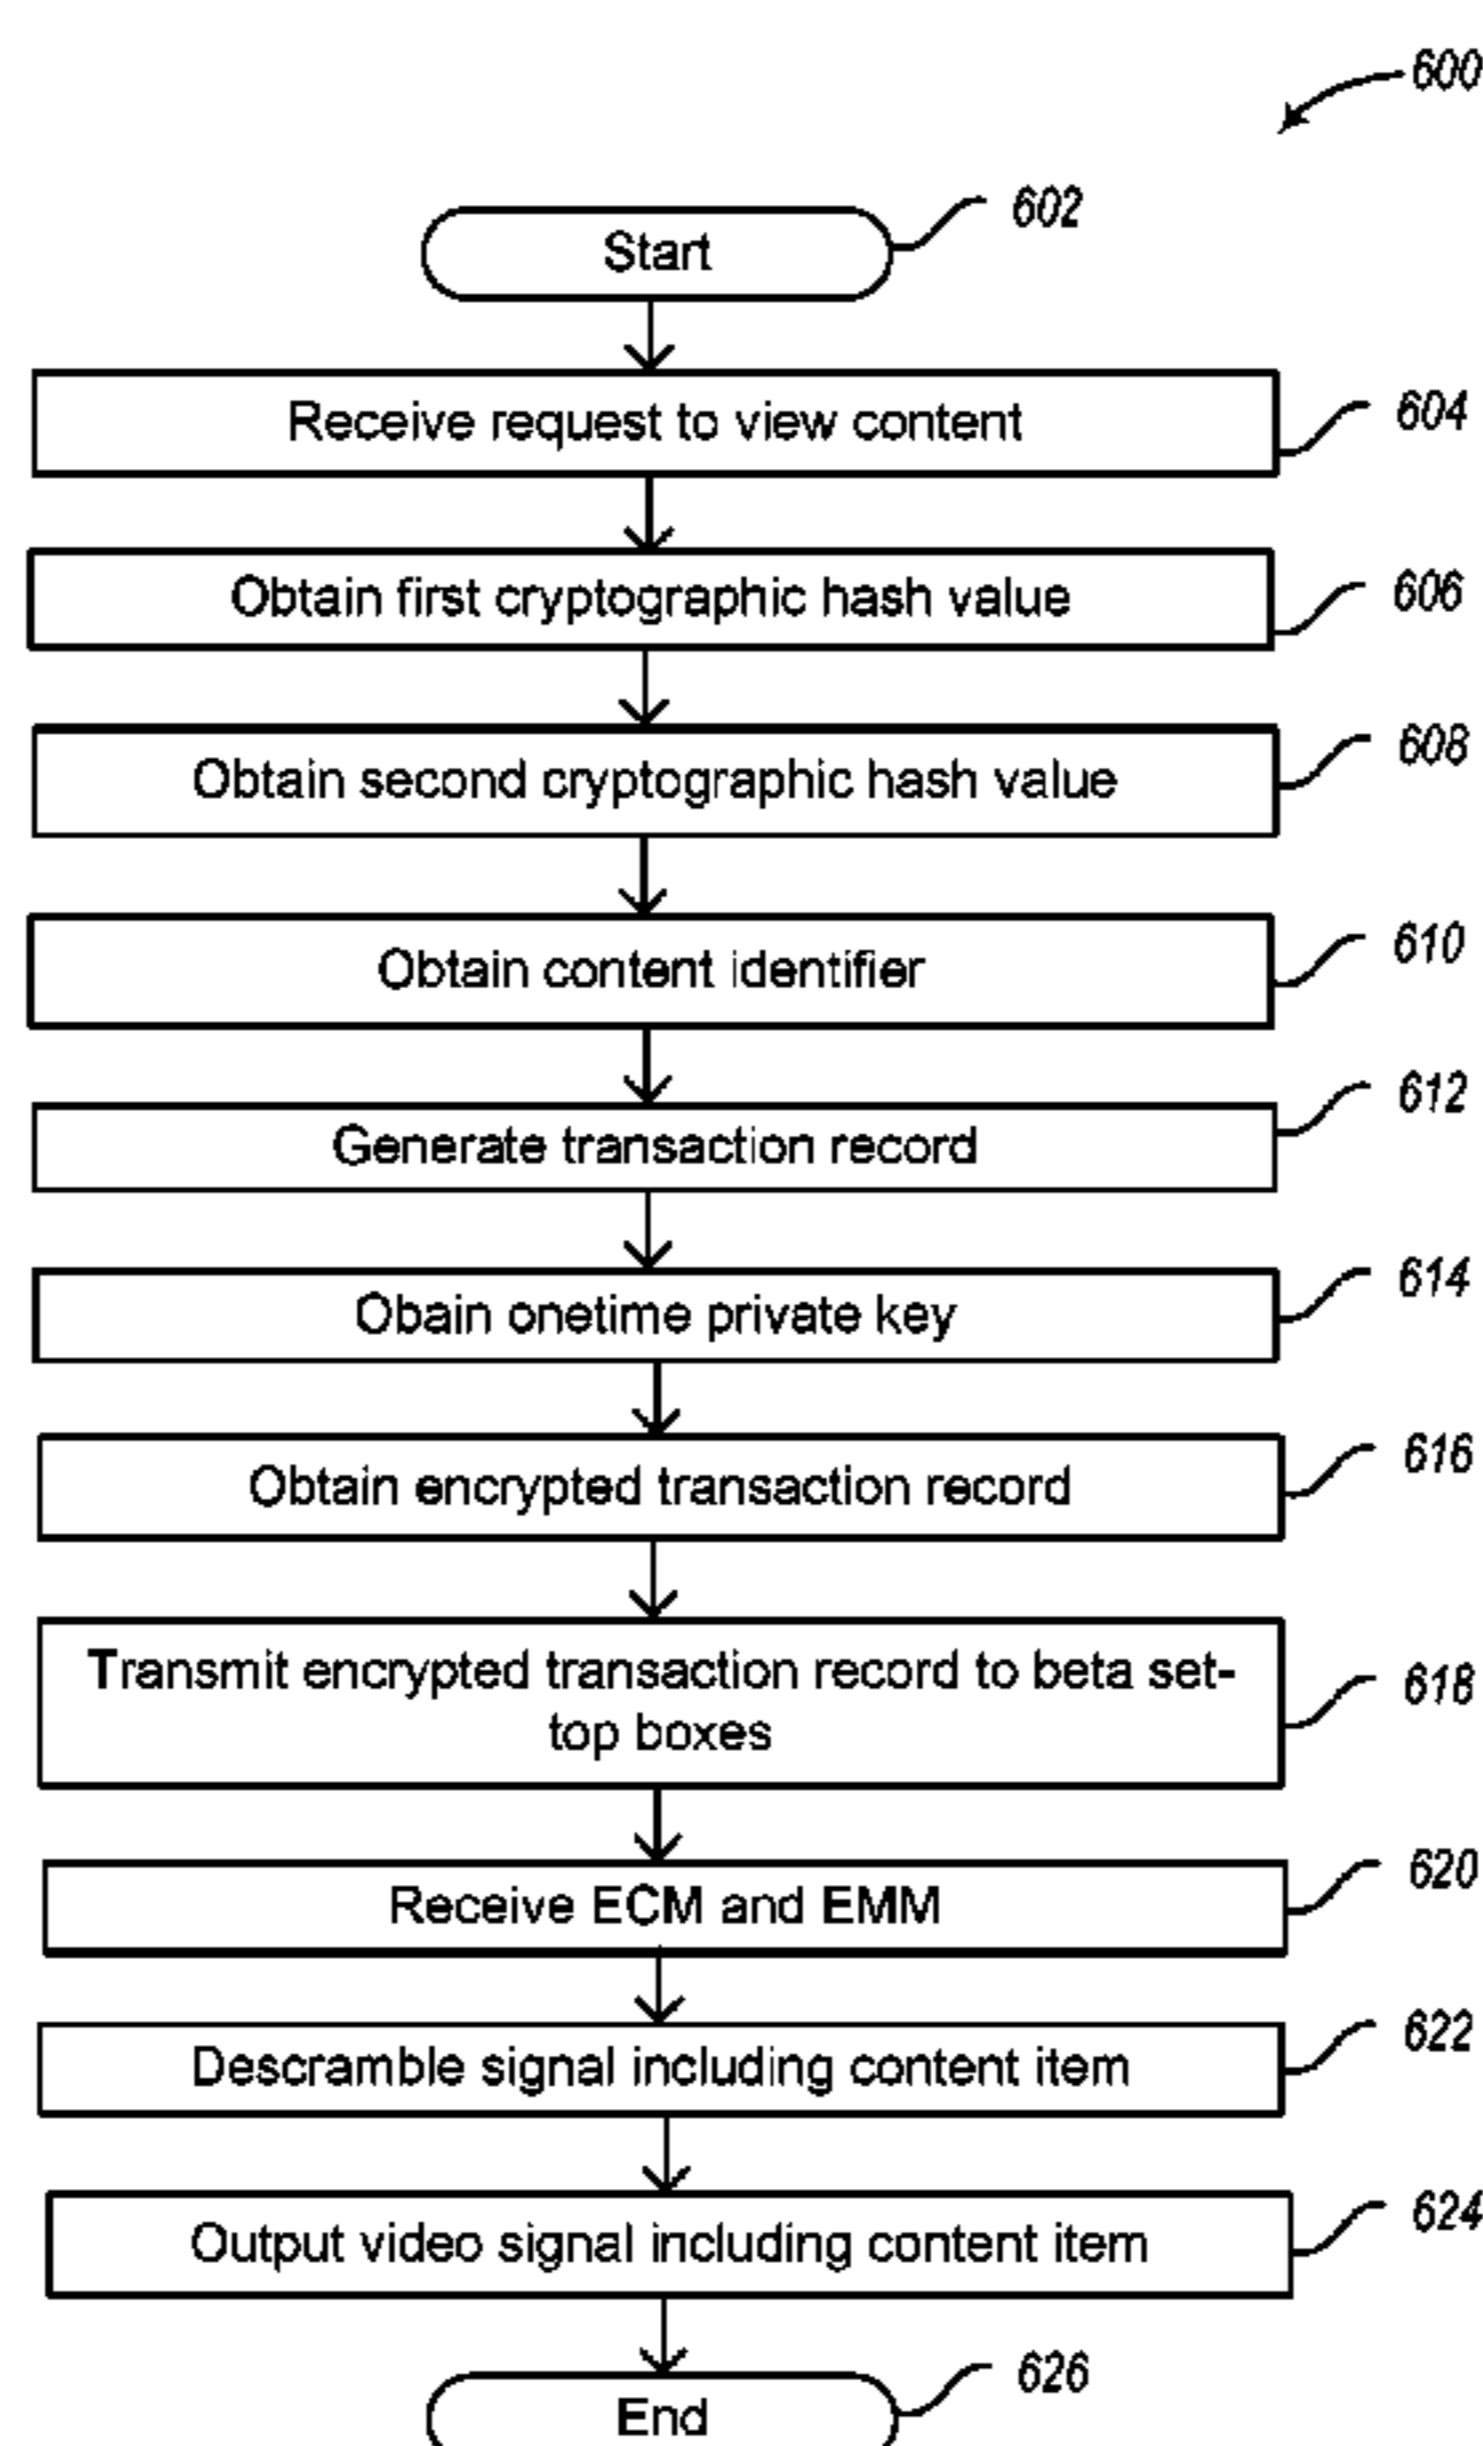 600
Start
602
Receive request to view content
604
Obtain first cryptographic hash value
606
Obtain second cryptographic hash value
608
Obtain content identifier
610
Generate transaction record
612
Obain onetime private key
614
Obtain encrypted transaction record
616
Transmit encrypted transaction record to beta set-
top boxes
618
Receive ECM and EMM
620
Descramble signal including content item
622
Output video signal including content item
624
End
626